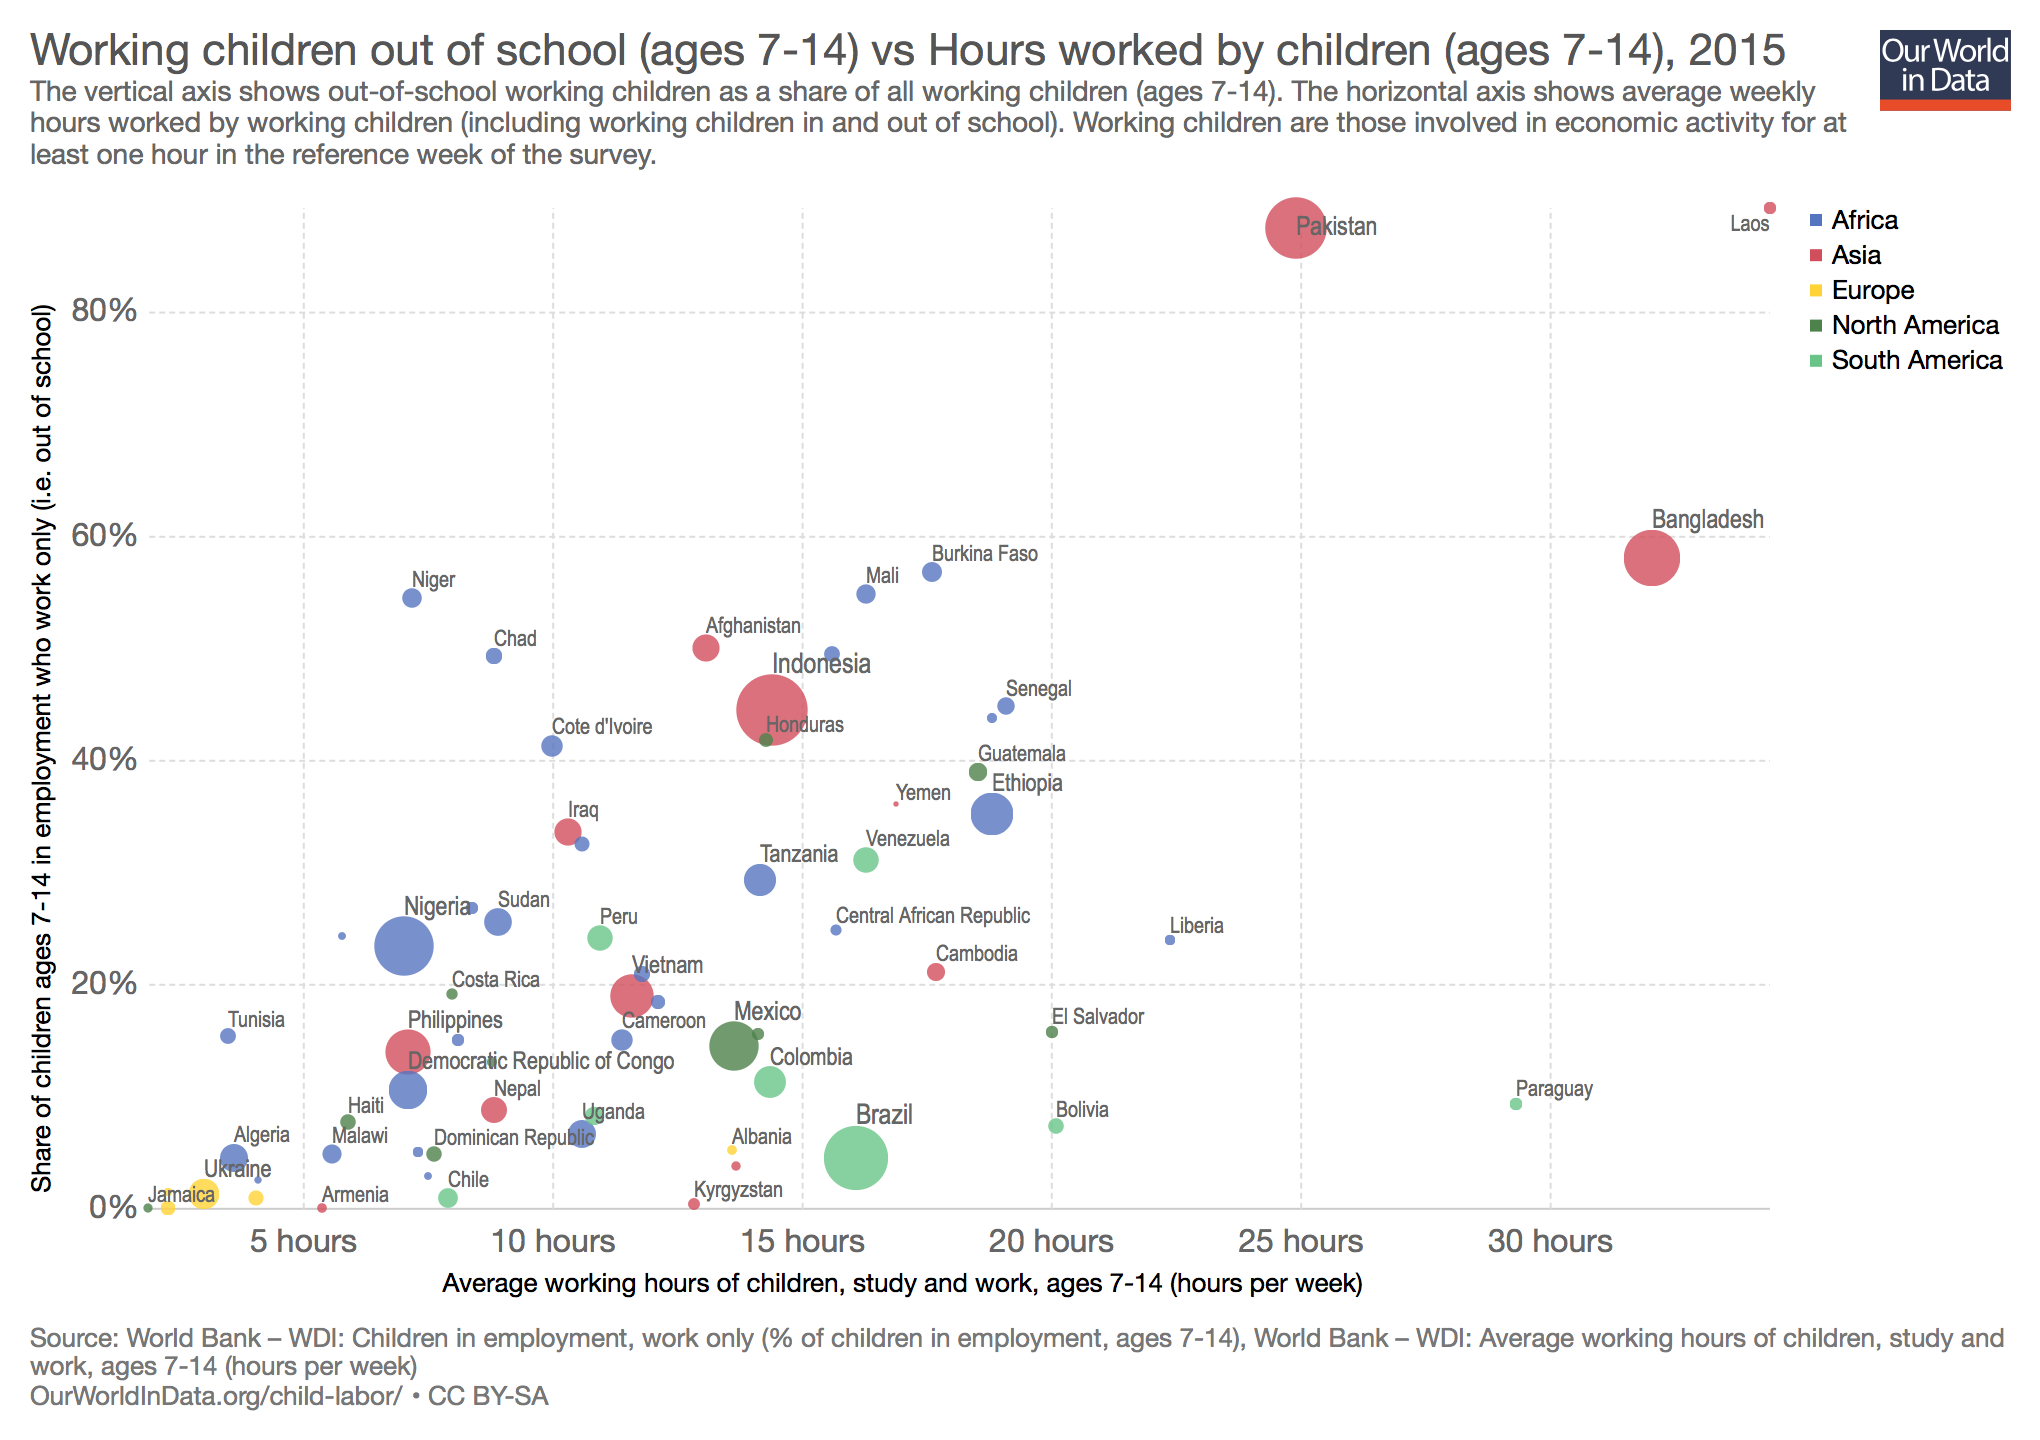 Working children out of school (ages 7-14) vs Hours worked by children (ages 7-14), 2015
Our World
in Data
The vertical axis shows out-of-school working children as a share of all working children (ages 7-14). The horizontal axis shows average weekly
hours worked by working children (including working children in and out of school). Working children are those involved in economic activity for at
least one hour in the reference week of the survey.
Africa
Asia
Europe
North America
South America
Share of children ages 7-14 in employment who work only (i.e. out of school)
80%
60%
40%
20%
0%
Pakistan
Laos
Bangladesh
Burkina Faso
Mali
Niger
Afghanistan
Chad
Indonesia
Senegal
Honduras
Cote d'Ivoire
Guatemala
Ethiopia
Yemen
Iraq
Venezuela
Tanzania
Nigeria
Sudan
Peru
Central African Republic
Liberia
Cambodia
Vietnam
Costa Rica
Tunisia
Philippines
Cameroon
Mexico
El Salvador
Democratic Republic of Congo
Colombia
Nepal
Paraguay
Haiti
Uganda
Brazil
Bolivia
Algeria
Malawi
Dominican Republic
Albania
Ukraine
Chile
Jamaica
Armenia
Kyrgyzstan
5 hours
10 hours
15 hours
20 hours
25 hours
30 hours
Average working hours of children, study and work, ages 7-14 (hours per week)
Source: World Bank – WDI: Children in employment, work only (% of children in employment, ages 7-14), World Bank – WDI: Average working hours of children, study and
work, ages 7-14 (hours per week)
OurWorldInData.org/child-labor/ • CC BY-SA